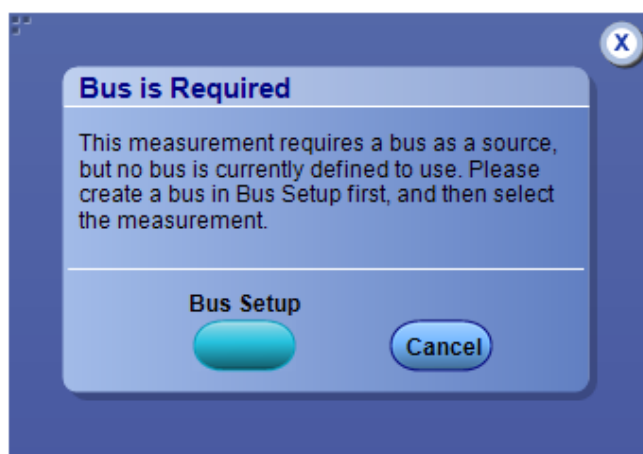 X
Bus is Required
This measurement requires a bus as a source,
but no bus is currently defined to use. Please
create a bus in Bus Setup first, and then select
the measurement.
Bus Setup
Cancel